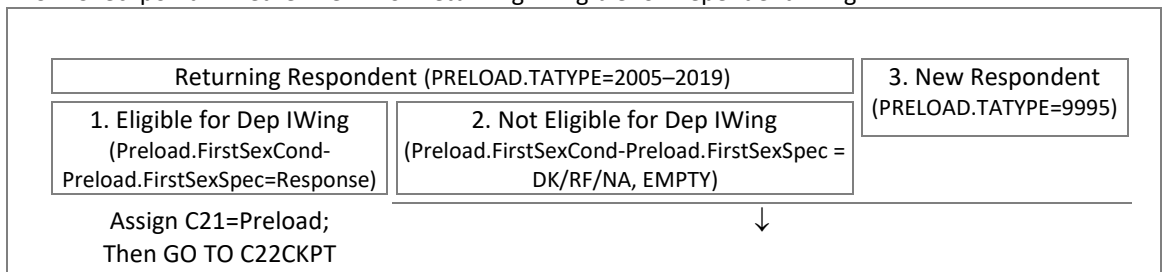 Returning Respondent (PRELOAD.TATYPE=2005–2019)
3. New Respondent
(PRELOAD.TATYPE=9995)
1. Eligible for Dep IWing
(Preload.FirstSexCond-
Preload.FirstSexSpec=Response)
2. Not Eligible for Dep IWing
(Preload.FirstSexCond-Preload.FirstSexSpec =
DK/RF/NA, EMPTY)
Assign C21=Preload;
Then GO TO C22CKPT
↓